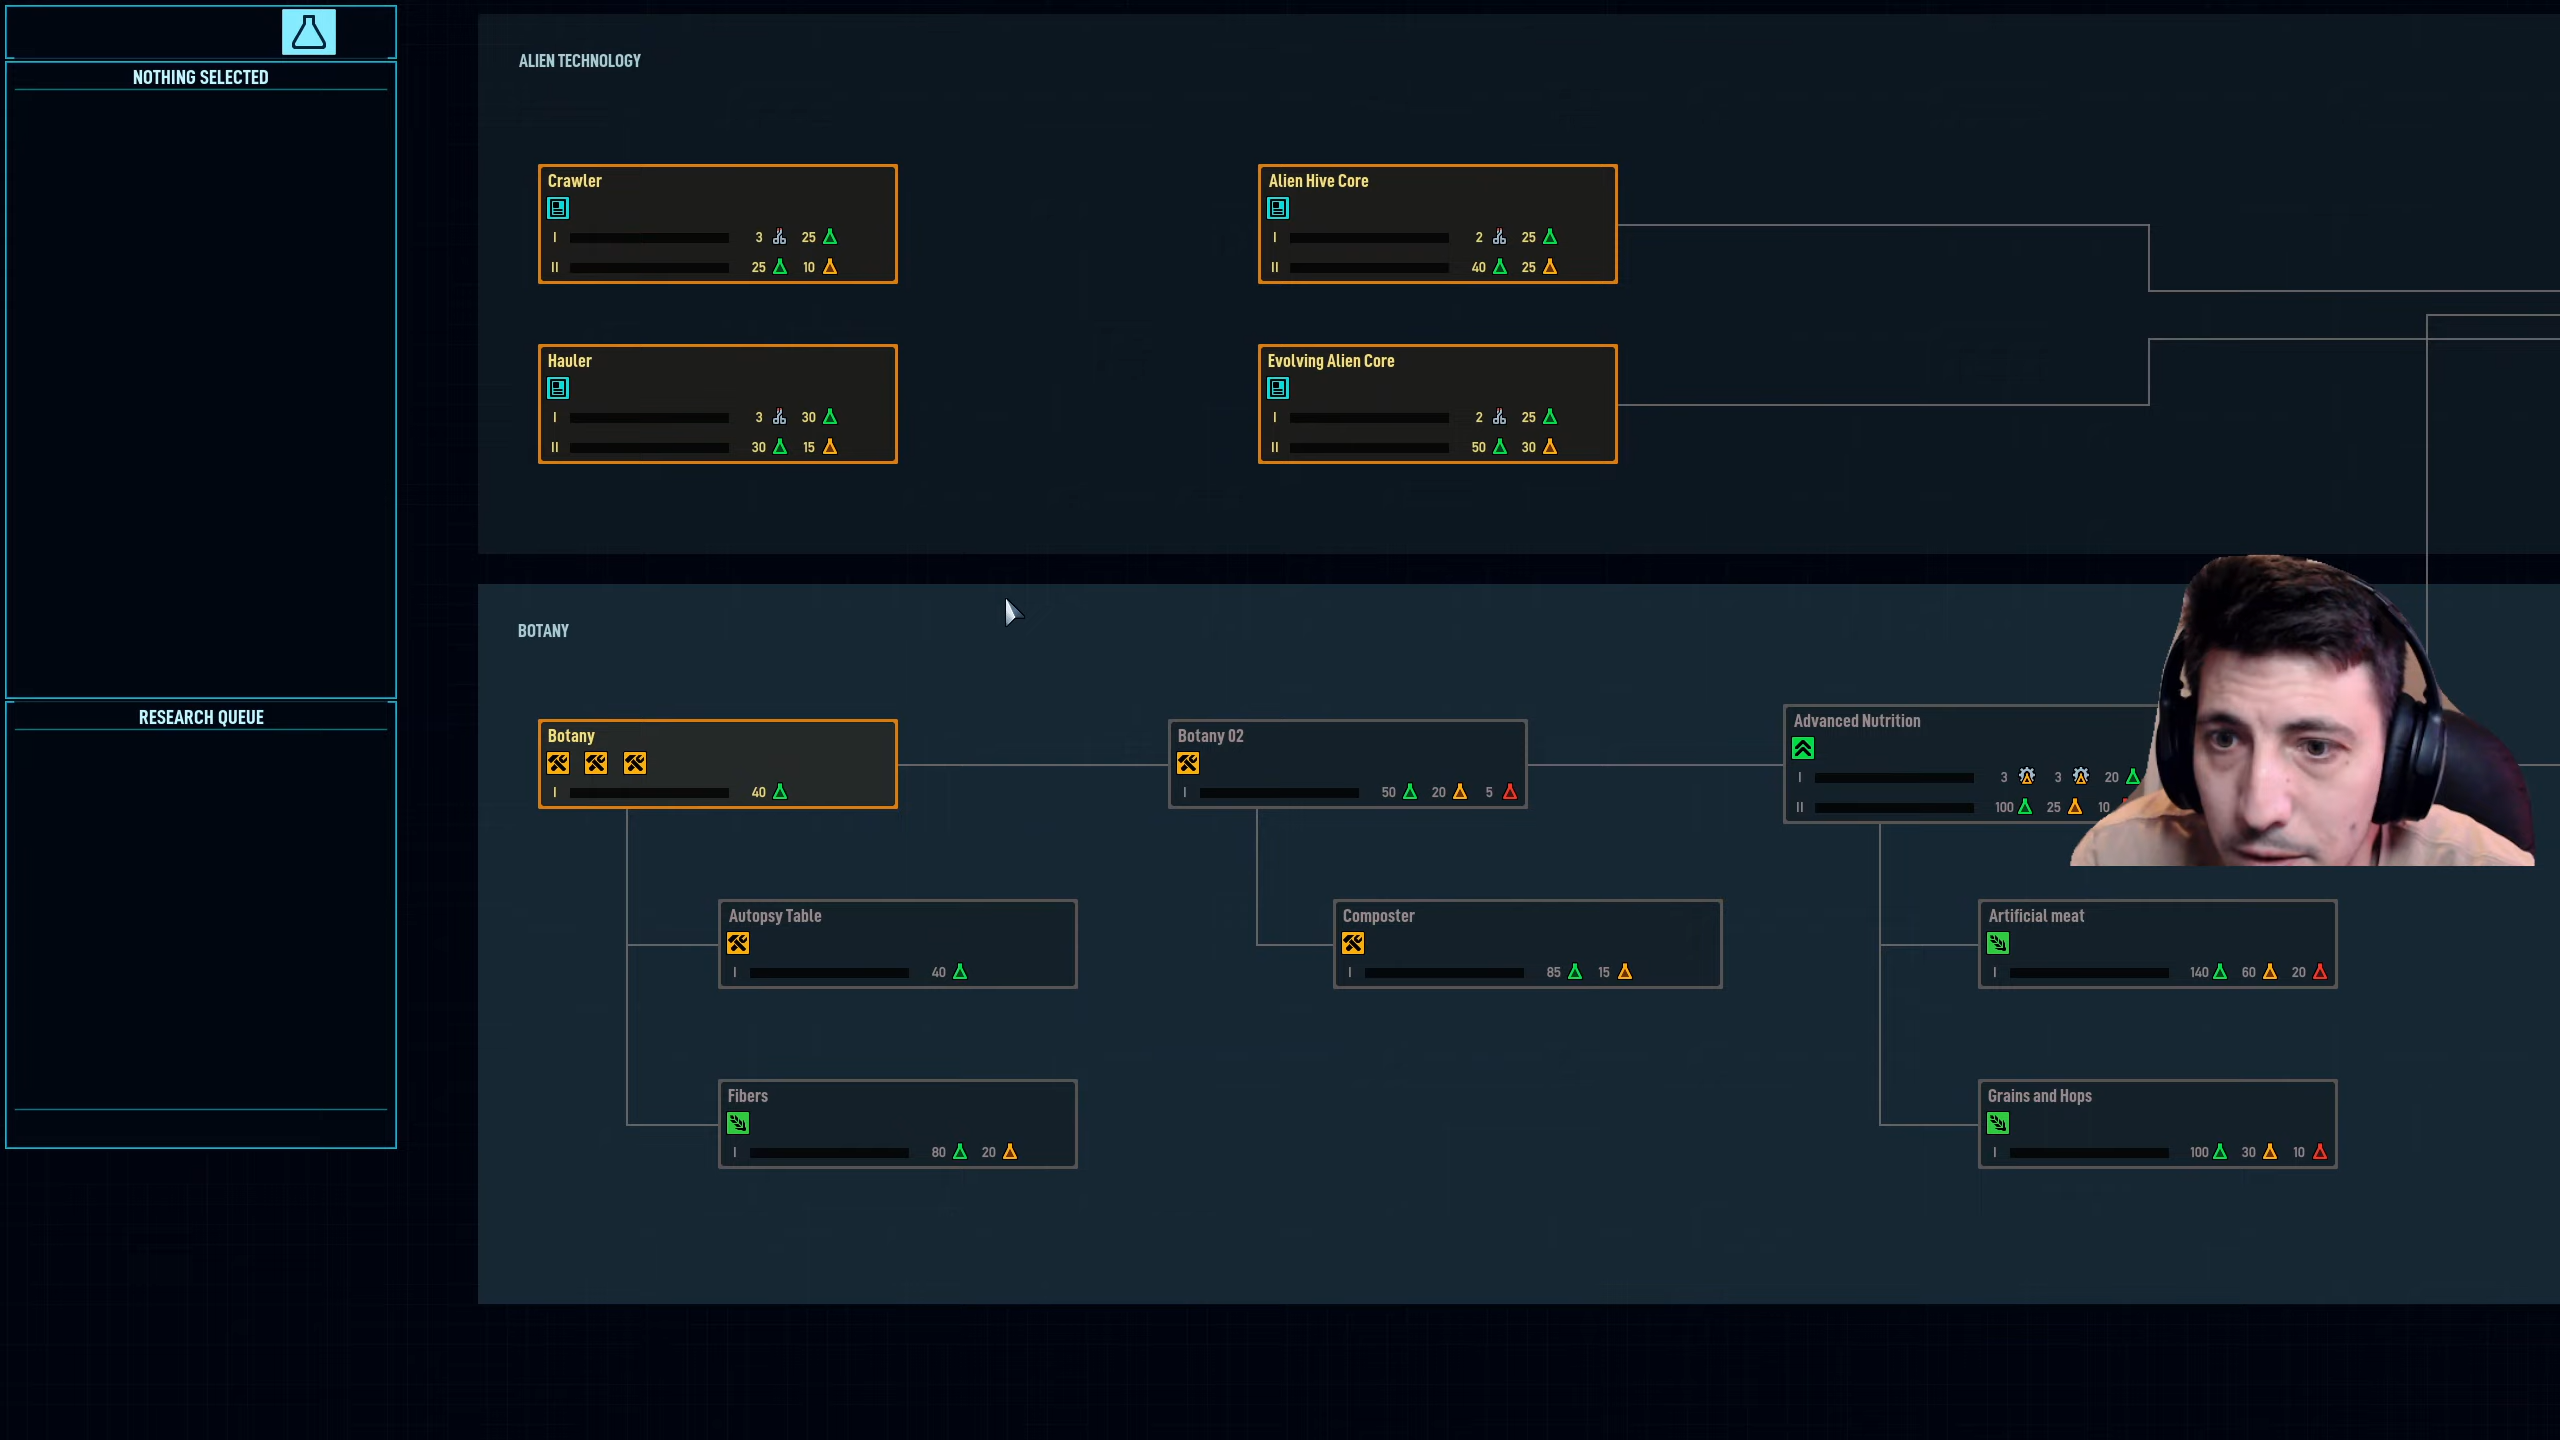 NOTHING SELECTED
RESEARCH QUEUE
ALIEN TECHNOLOGY
Crawler
I 3 25
II 25 10
Alien Hive Core
I 2 25
II 40 25
Hauler
I 3 30
II 30 15
Evolving Alien Core
I 2 25
II 50 30
BOTANY
Botany
I 40
Botany 02
I 50 20 5
Advanced Nutrition
I 3 3 20
II 100 25 10
Autopsy Table
I 40
Composter
I 85 15
Artificial meat
I 140 60 20
Fibers
I 80 20
Grains and Hops
I 100 30 10